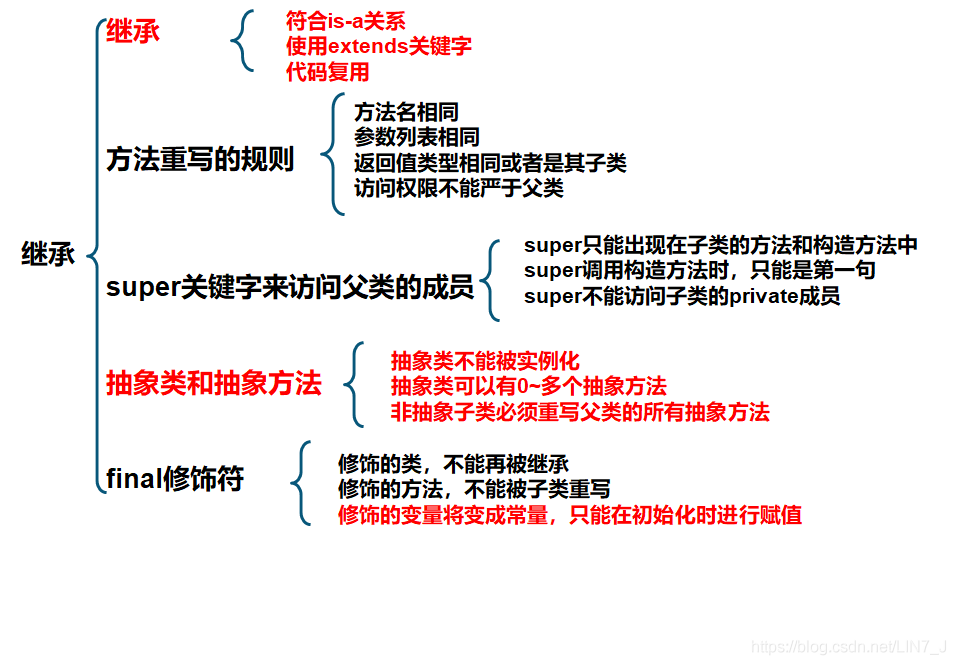 继承
继承
符合is-a关系
使用extends关键字
代码复用
方法重写的规则
方法名相同
参数列表相同
返回值类型相同或者是其子类
访问权限不能严于父类
super关键字来访问父类的成员
super只能出现在子类的方法和构造方法中
super调用构造方法时，只能是第一句
super不能访问子类的private成员
抽象类和抽象方法
抽象类不能被实例化
抽象类可以有0~多个抽象方法
非抽象子类必须重写父类的所有抽象方法
final修饰符
修饰的类，不能再被继承
修饰的方法，不能被子类重写
修饰的变量将变成常量，只能在初始化时进行赋值
https://blog.csdn.net/LIN7_J